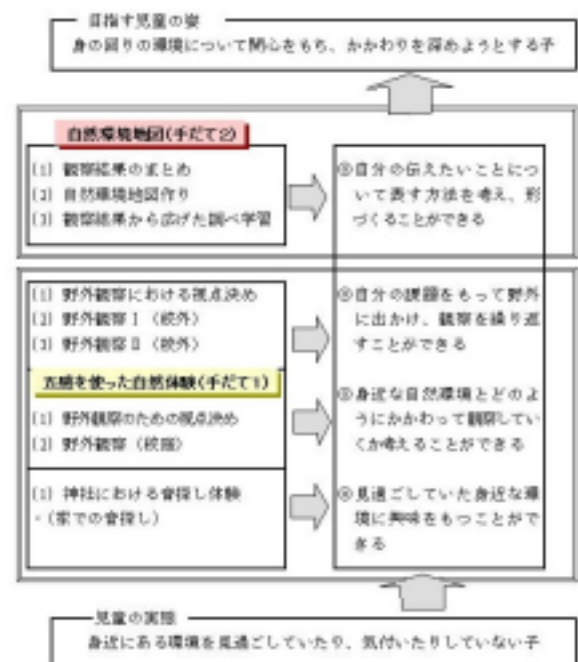 目指す児童の姿
身の回りの環境について関心をもち、かかわりを深めようとする子
自然環境地図(手だて2)
(1) 観察結果のまとめ
(2) 自然環境地図作り
(3) 観察結果から広げた調べ学習
自分の伝えたいことにつ
いて表す方法を考え、形
づくることができる
(1) 野外観察における視点決め
(2) 野外観察Ⅰ（校外）
(3) 野外観察Ⅱ（校外）
自分の課題をもって野外
に出かけ、観察を繰り返
すことができる
五感を使った自然体験(手だて1)
(1) 野外観察のための視点決め
(2) 野外観察（校庭）
身近な自然環境とどのよ
うにかかわって観察してい
くか考えることができる
(1) 神社における音探し体験
・(家での音探し)
見過ごしていた身近な環
境に興味をもつことがで
きる
児童の実態
身近にある環境を見過ごしていたり、気付いたりしていない子